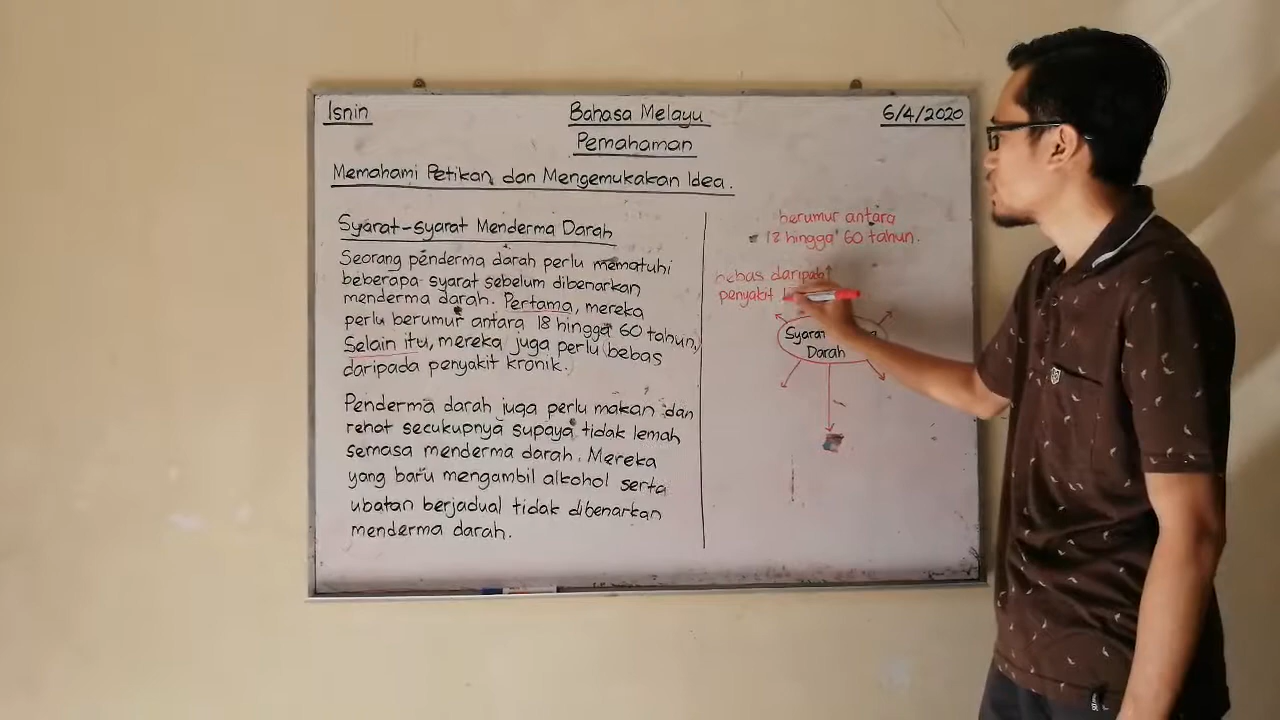 Isnin
Bahasa Melayu
6/4/2020
Pemahaman
Memahami Petikan dan Mengemukakan Idea.
Syarat-syarat Menderma Darah
Seorang penderma darah perlu mematuhi
beberapa syarat sebelum dibenarkan
menderma darah. Pertama, mereka
perlu berumur antara 18 hingga 60 tahun.
Selain itu, mereka juga perlu bebas
daripada penyakit kronik.
Penderma darah juga perlu makan dan
rehat secukupnya supaya tidak lemah
semasa menderma darah. Mereka
yang baru mengambil alkohol serta
ubatan berjadual tidak dibenarkan
menderma darah.
berumur antara
18 hingga 60 tahun.
bebas daripada
penyakit
Darah